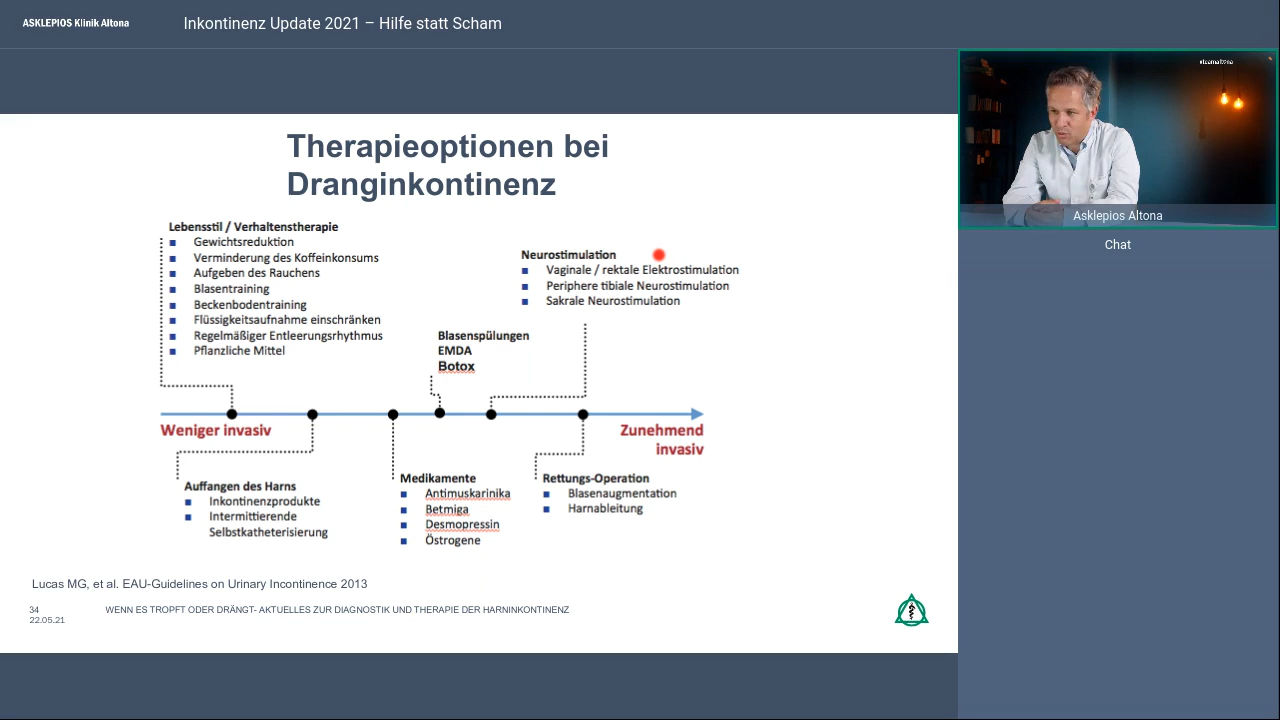 ASKLEPIOS Klinik Altona
Inkontinenz Update 2021 – Hilfe statt Scham
#teamaltona
Asklepios Altona
Chat
Therapieoptionen bei
Dranginkontinenz
Lebensstil / Verhaltenstherapie
Gewichtsreduktion
Verminderung des Koffeinkonsums
Aufgeben des Rauchens
Blasentraining
Beckenbodentraining
Flüssigkeitsaufnahme einschränken
Regelmäßiger Entleerungsrhythmus
Pflanzliche Mittel
Neurostimulation
Vaginale / rektale Elektrostimulation
Periphere tibiale Neurostimulation
Sakrale Neurostimulation
Blasenspülungen
EMDA
Botox
Weniger invasiv
Zunehmend
invasiv
Auffangen des Harns
Inkontinenzprodukte
Intermittierende
Selbstkatheterisierung
Medikamente
Antimuskarinika
Betmiga
Desmopressin
Östrogene
Rettungs-Operation
Blasenaugmentation
Harnableitung
Lucas MG, et al. EAU-Guidelines on Urinary Incontinence 2013
34
WENN ES TROPFT ODER DRÄNGT- AKTUELLES ZUR DIAGNOSTIK UND THERAPIE DER HARNINKONTINENZ
22.05.21